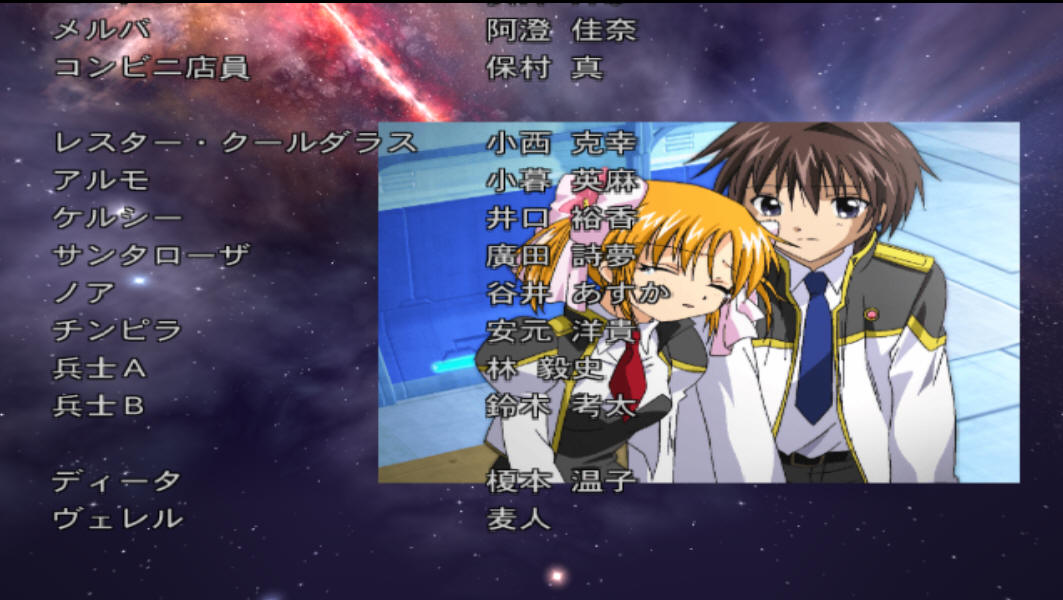 メルバ 阿澄 佳奈
コンビニ店員 保村 真
レスター・クールダラス 小西 克幸
アルモ 小暮 英麻
ケルシー 井口 裕香
サンタローザ 廣田 詩夢
ノア 谷井 あすか
チンピラ 安元 洋貴
兵士A 林 毅史
兵士B 鈴木 考太
ディータ 榎本 温子
ヴェレル 麦人